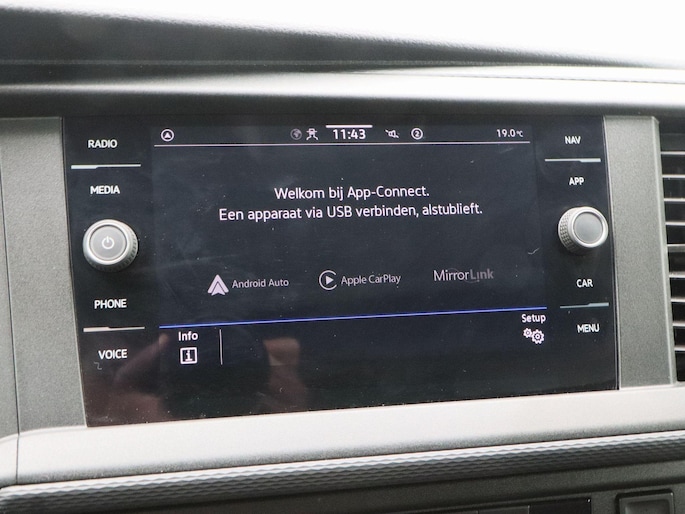 RADIO
MEDIA
PHONE
VOICE
11:43
2
19.0 °C
Welkom bij App-Connect.
Een apparaat via USB verbinden, alstublieft.
Android Auto
Apple CarPlay
MirrorLink
Info
Setup
NAV
APP
CAR
MENU